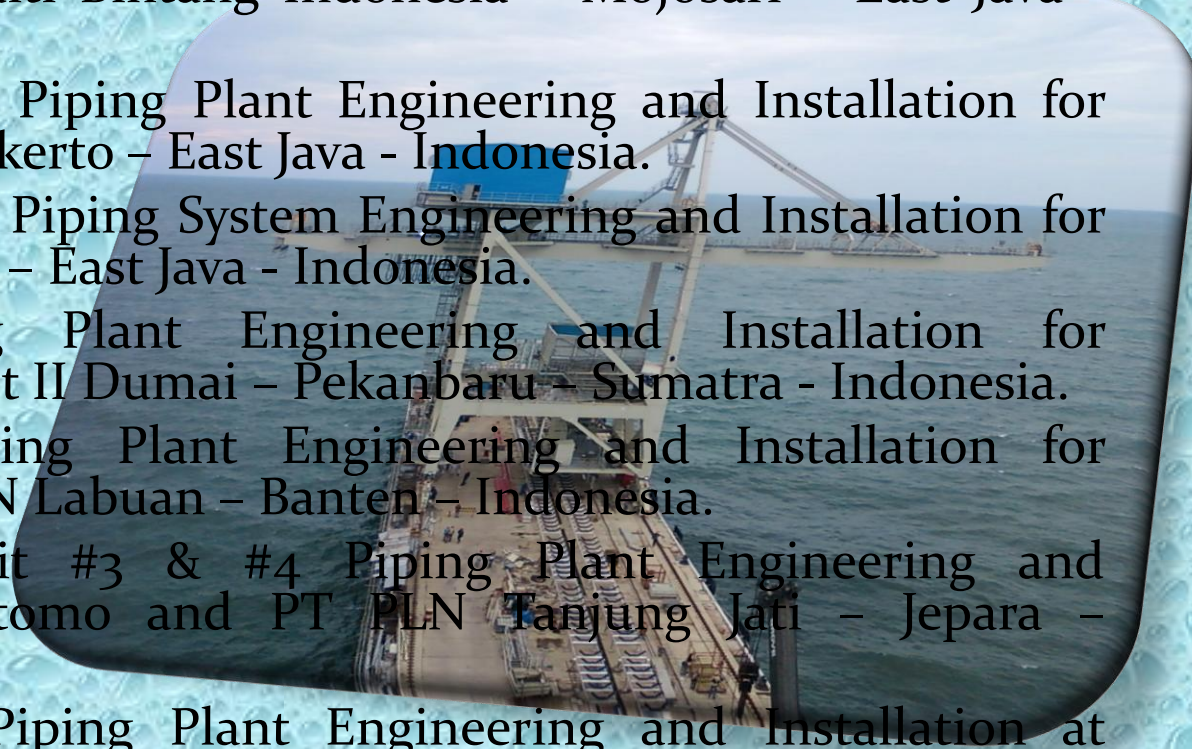 Bintang Indonesia – Mojosari – East Java
Piping Plant Engineering and Installation for
kerto – East Java - Indonesia.
Piping System Engineering and Installation for
– East Java - Indonesia.
g Plant Engineering and Installation for
t II Dumai – Pekanbaru – Sumatra - Indonesia.
ing Plant Engineering and Installation for
N Labuan – Banten – Indonesia.
it #3 & #4 Piping Plant Engineering and
tomo and PT PLN Tanjung Jati – Jepara –
Piping Plant Engineering and Installation at